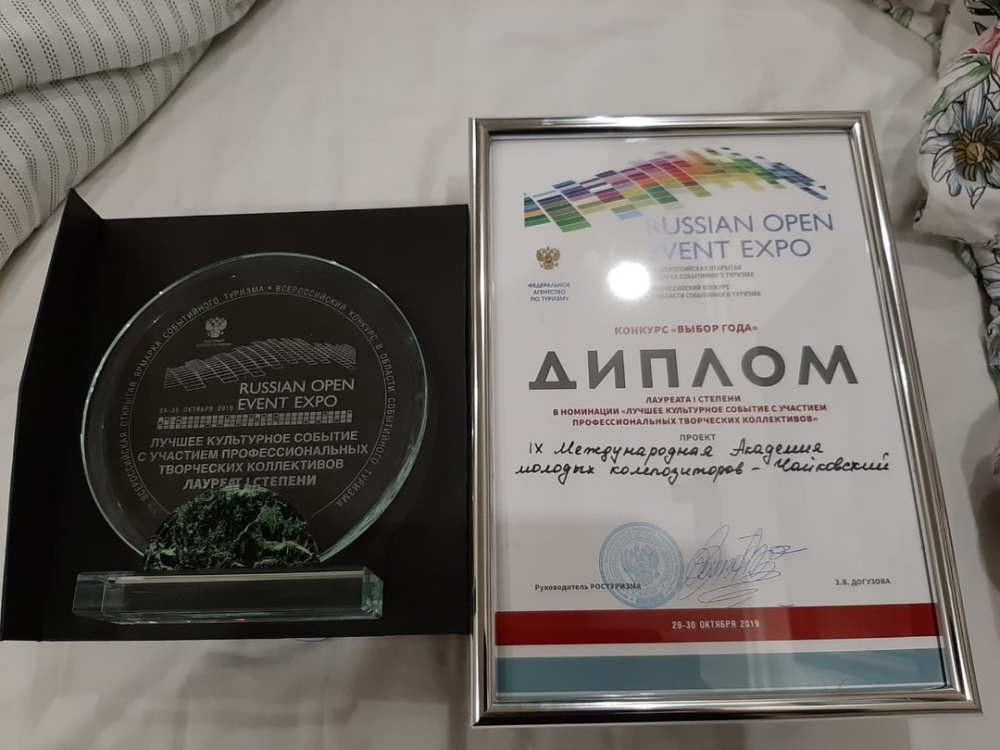 ВСЕРОССИЙСКАЯ ОТКРЫТАЯ ЯРМАРКА СОБЫТИЙНОГО ТУРИЗМА • ВСЕРОССИЙСКИЙ КОНКУРС В ОБЛАСТИ СОБЫТИЙНОГО ТУРИЗМА
RUSSIAN OPEN
EVENT EXPO
29-30 ОКТЯБРЯ 2019
ЛУЧШЕЕ КУЛЬТУРНОЕ СОБЫТИЕ
С УЧАСТИЕМ ПРОФЕССИОНАЛЬНЫХ
ТВОРЧЕСКИХ КОЛЛЕКТИВОВ
ЛАУРЕАТ I СТЕПЕНИ
RUSSIAN OPEN
EVENT EXPO
ВСЕРОССИЙСКАЯ ОТКРЫТАЯ
ЯРМАРКА СОБЫТИЙНОГО ТУРИЗМА
ВСЕРОССИЙСКИЙ КОНКУРС
В ОБЛАСТИ СОБЫТИЙНОГО ТУРИЗМА
ФЕДЕРАЛЬНОЕ
АГЕНТСТВО
ПО ТУРИЗМУ
КОНКУРС «ВЫБОР ГОДА»
ДИПЛОМ
ЛАУРЕАТА I СТЕПЕНИ
В НОМИНАЦИИ «ЛУЧШЕЕ КУЛЬТУРНОЕ СОБЫТИЕ С УЧАСТИЕМ
ПРОФЕССИОНАЛЬНЫХ ТВОРЧЕСКИХ КОЛЛЕКТИВОВ»
ПРОЕКТ
IX Международная Академия
молодых композиторов - Чайковский
Руководитель РОСТУРИЗМА
З.В. ДОГУЗОВА
29-30 ОКТЯБРЯ 2019